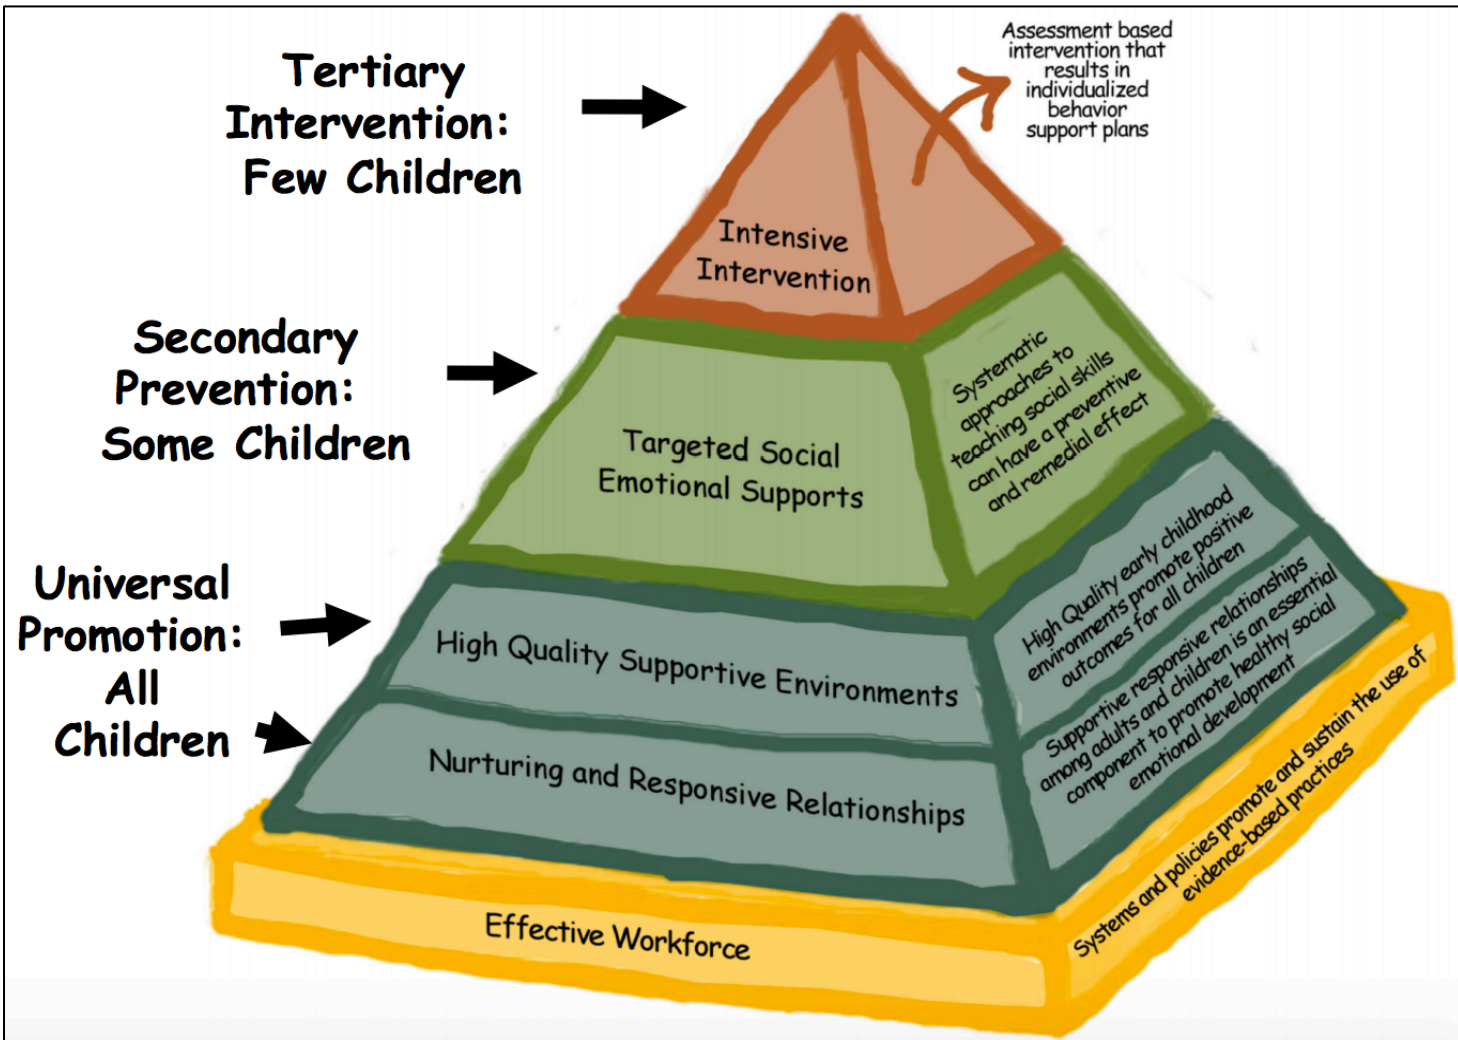 Tertiary
Intervention:
Few Children
Assessment based
intervention that
results in
individualized
behavior
support plans
Intensive
Intervention
Secondary
Prevention:
Some Children
Targeted Social
Emotional Supports
Systematic
approaches to
teaching social skills
can have a preventive
and remedial effect
Universal
Promotion:
All
Children
High Quality Supportive Environments
High Quality early childhood
environments promote positive
outcomes for all children
Nurturing and Responsive Relationships
Supportive responsive relationships
among adults and children is an essential
component to promote healthy social
emotional development
Effective Workforce
Systems and policies promote and sustain the use of
evidence-based practices